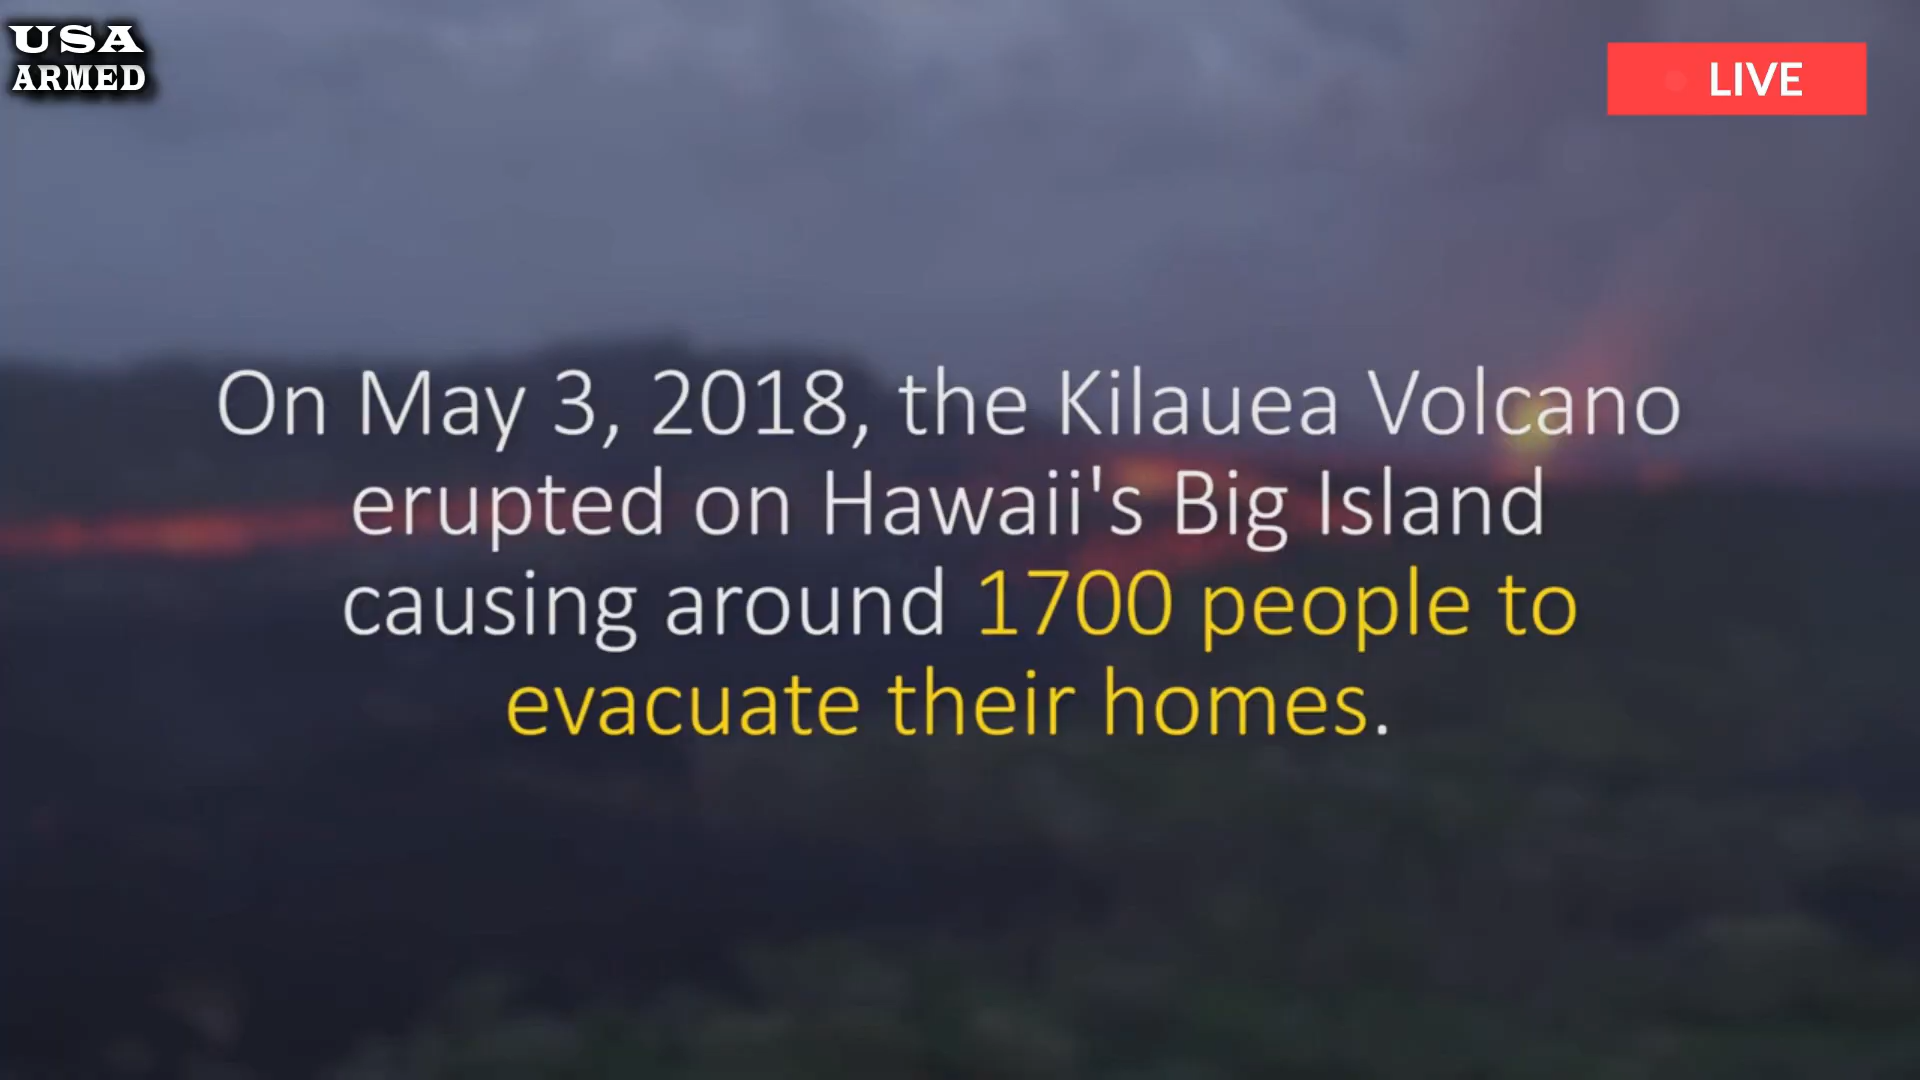 USA
ARMED
LIVE
On May 3, 2018, the Kilauea Volcano
erupted on Hawaii's Big Island
causing around 1700 people to
evacuate their homes.